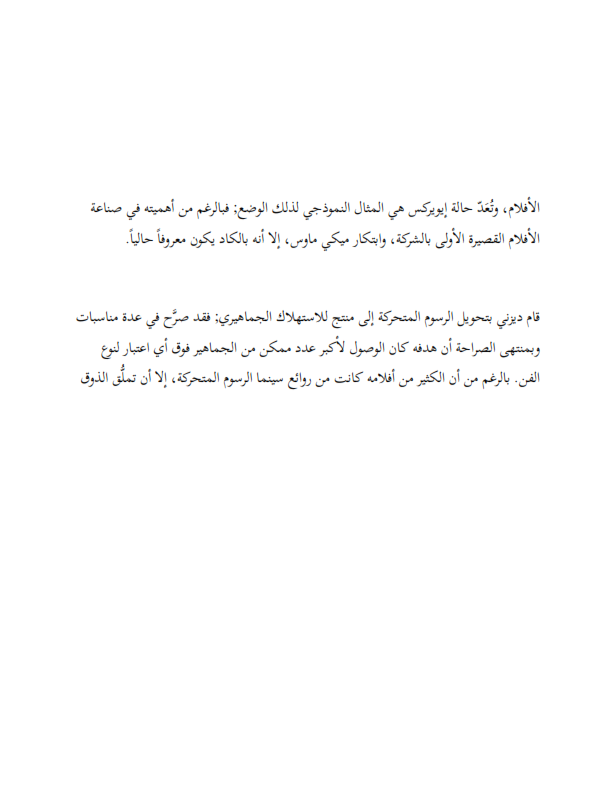 الأفلام، وتُعَدّ حالة إيويركس هي المثال النموذجي لذلك الوضع; فبالرغم من أهميته في صناعة
الأفلام القصيرة الأولى بالشركة، وابتكار ميكي ماوس، إلا أنه بالكاد يكون معروفاً حالياً.
قام ديزني بتحويل الرسوم المتحركة إلى منتج للاستهلاك الجماهيري; فقد صرَّح في عدة مناسبات
وبمنتهى الصراحة أن هدفه كان الوصول لأكبر عدد ممكن من الجماهير فوق أي اعتبار لنوع
الفن. بالرغم من أن الكثير من أفلامه كانت من روائع سينما الرسوم المتحركة، إلا أن تملُّق الذوق